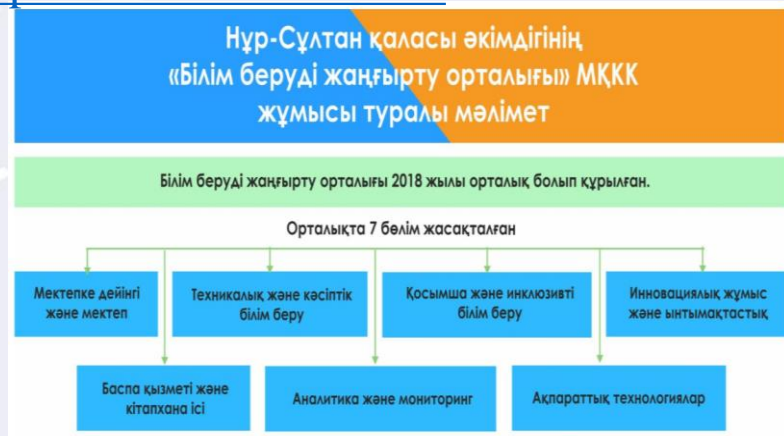 Нұр-Сұлтан қаласы әкімдігінің
«Білім беруді жаңғырту орталығы» МҚКК
жұмысы туралы мәлімет
Білім беруді жаңғырту орталығы 2018 жылы орталық болып құрылған.
Орталықта 7 бөлім жасақталған
Мектепке дейінгі
және мектеп
Техникалық және кәсіптік
білім беру
Қосымша және инклюзивті
білім беру
Инновациялық жұмыс
және ынтымақтастық
Баспа қызметі және
кітапхана ісі
Аналитика және мониторинг
Ақпараттық технологиялар